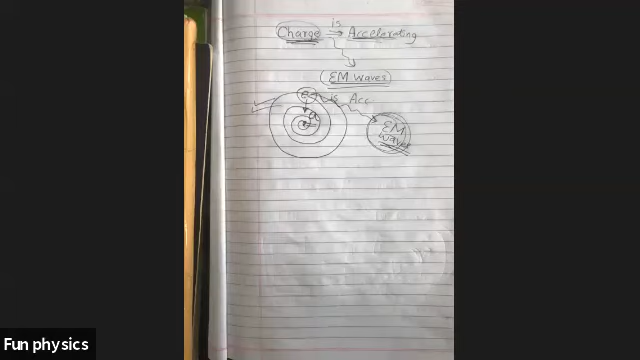 Charge is ⇒ Accelerating
EM waves
e⁻ is Acc
a
EM
waves
Fun physics